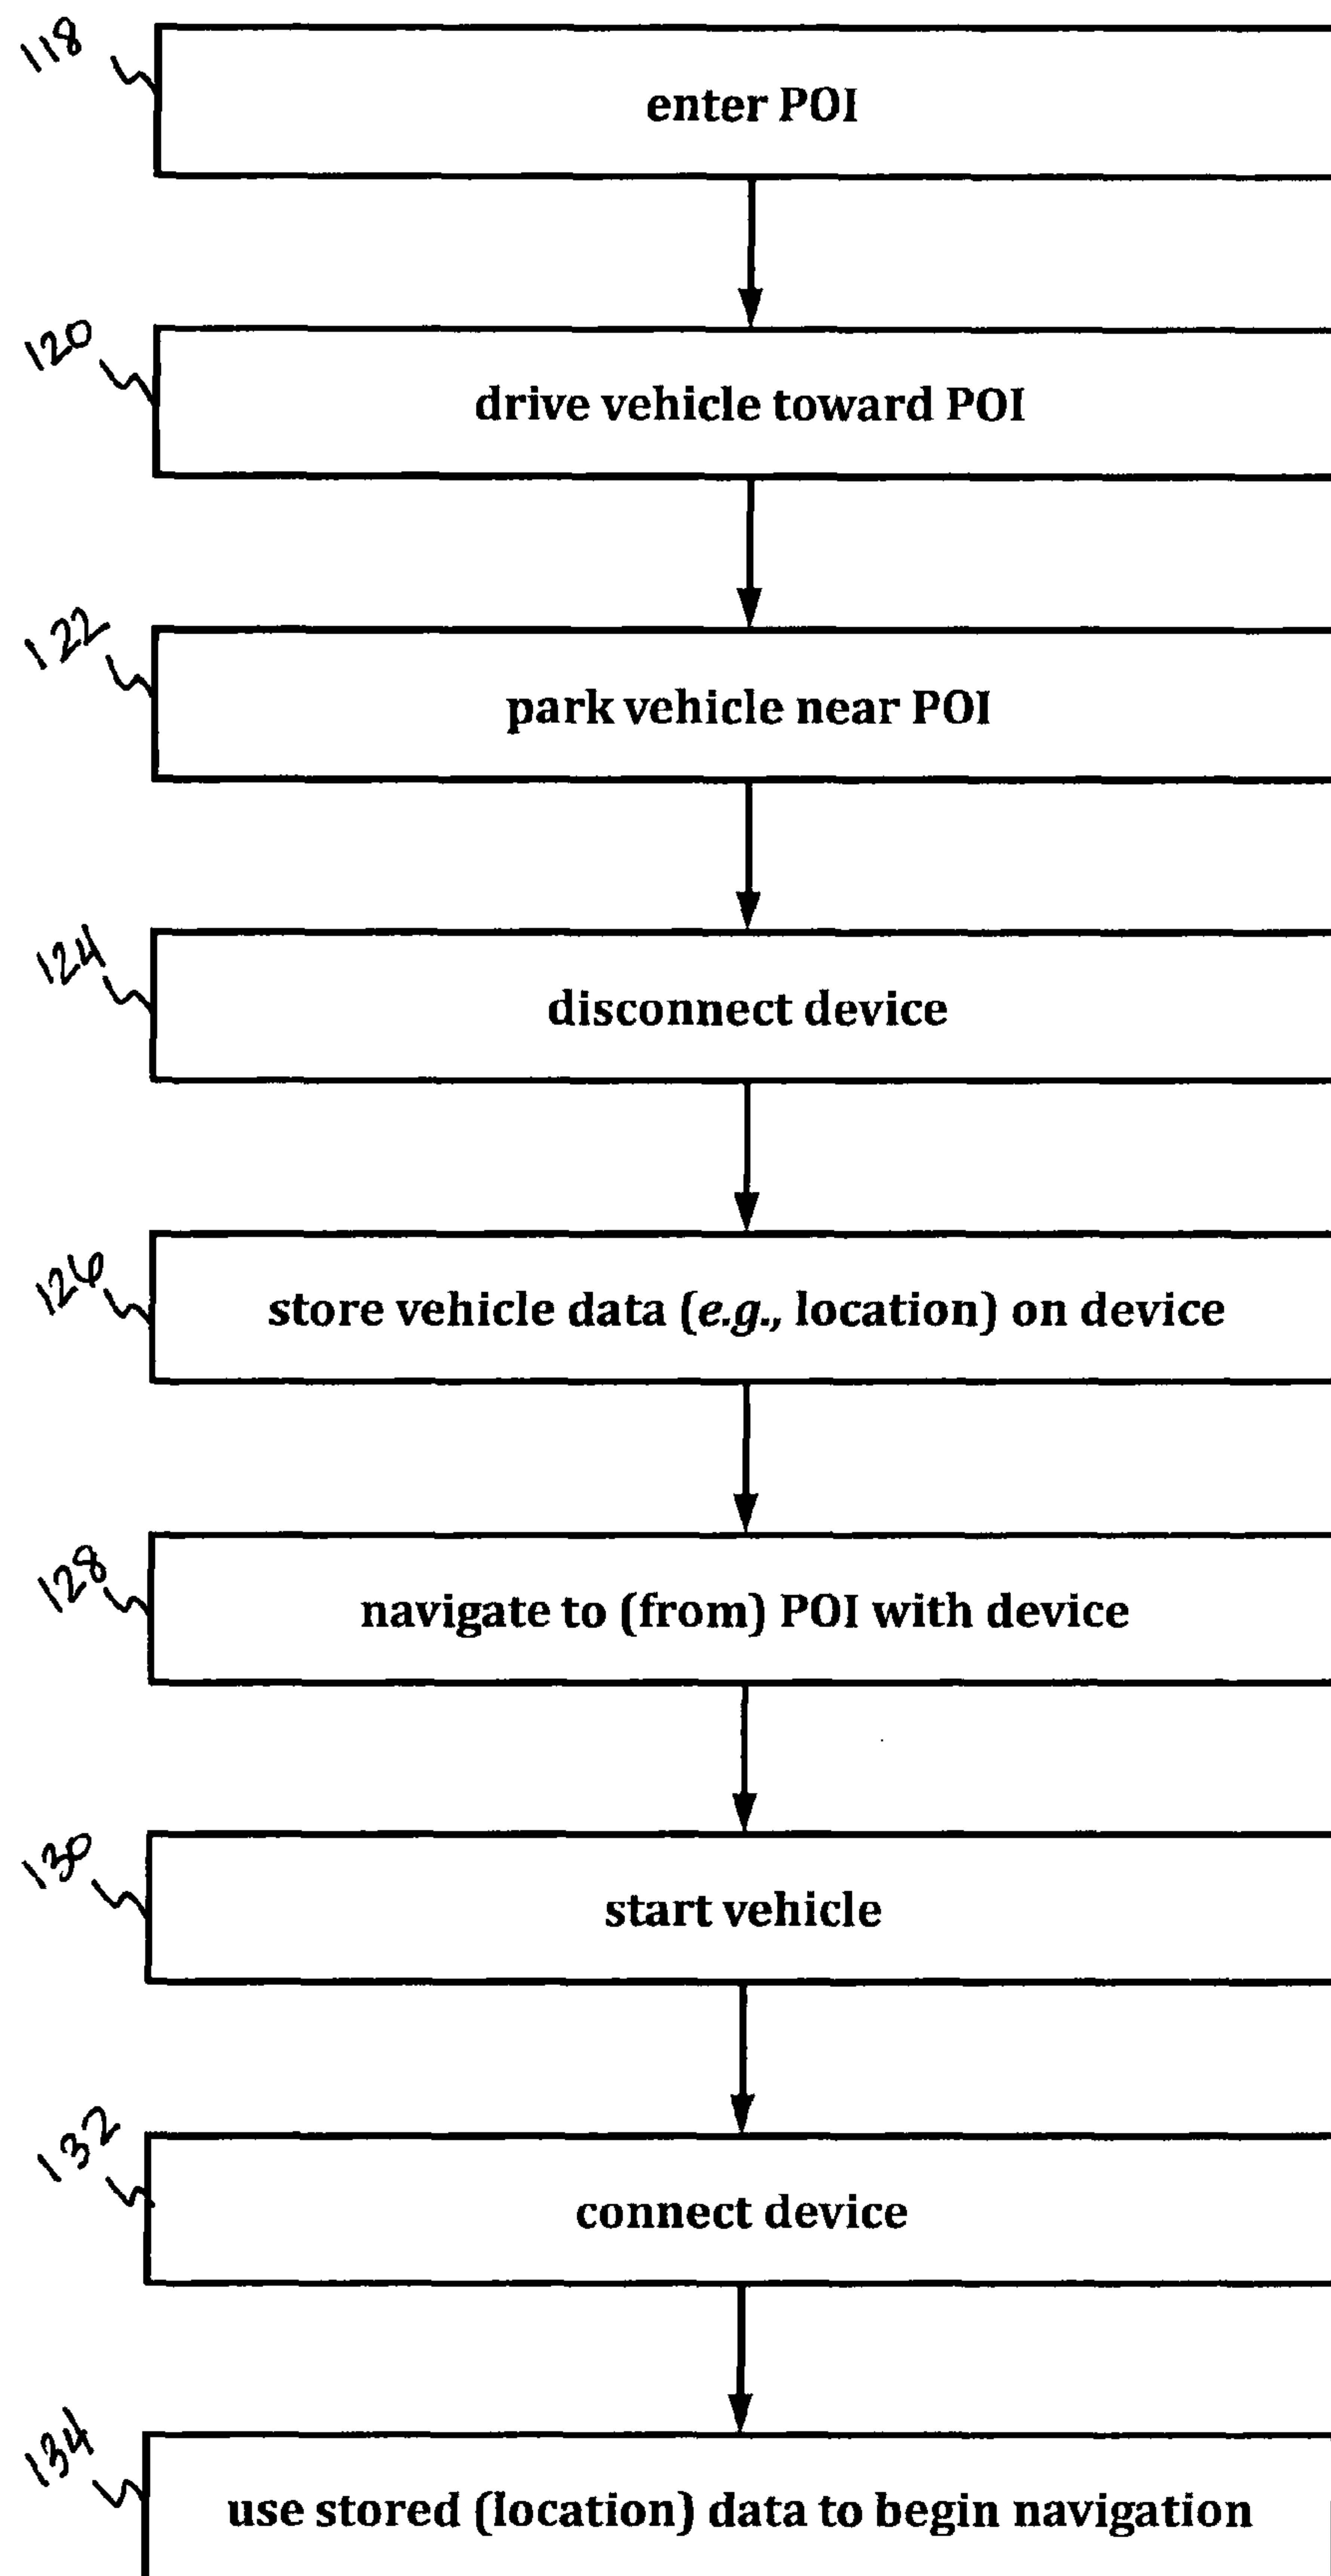 118
enter POI
120
drive vehicle toward POI
122
park vehicle near POI
124
disconnect device
126
store vehicle data (e.g., location) on device
128
navigate to (from) POI with device
130
start vehicle
132
connect device
134
use stored (location) data to begin navigation